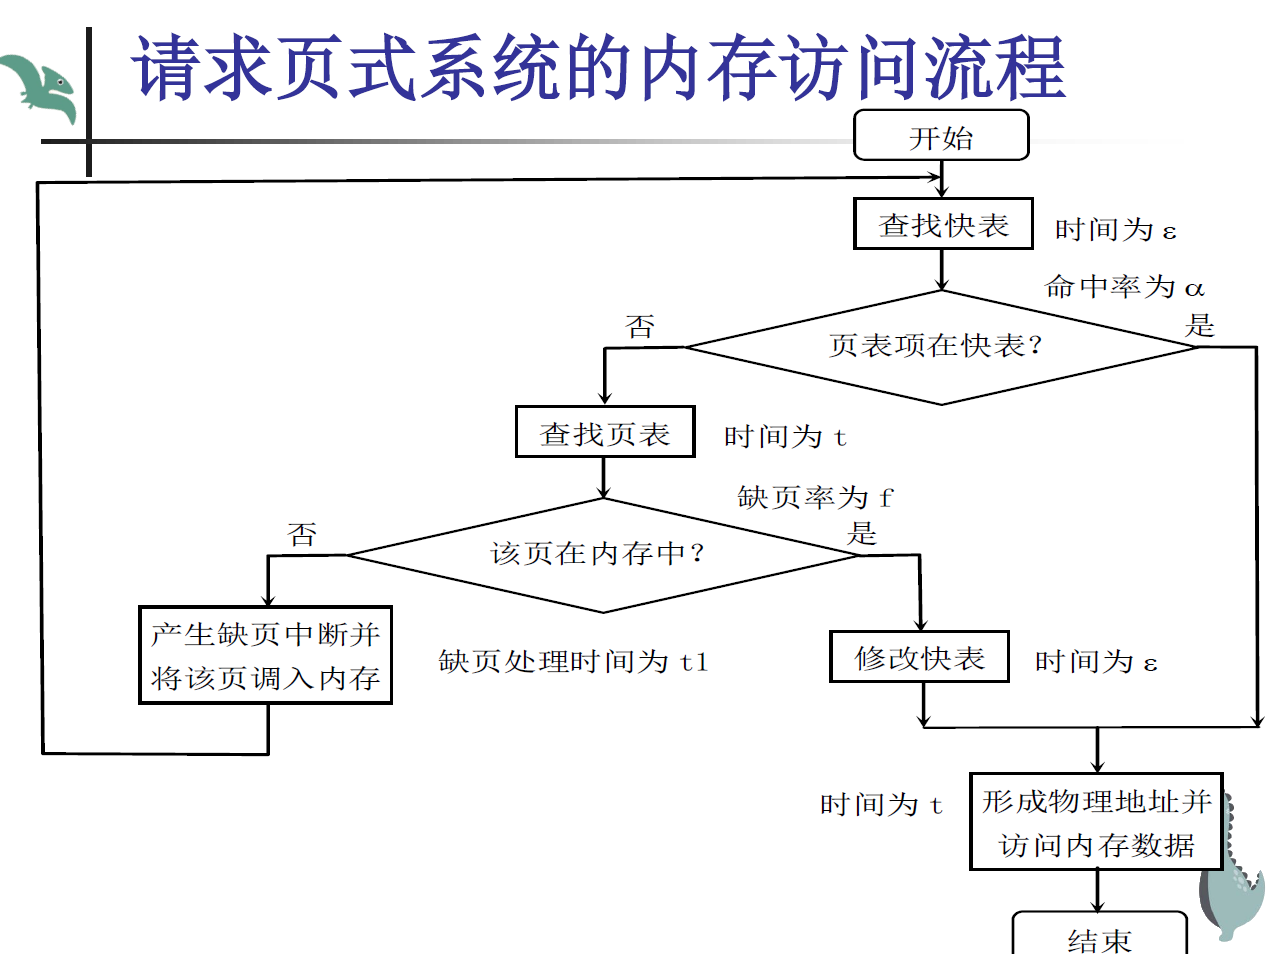 请求页式系统的内存访问流程
开始
查找快表
时间为 ε
命中率为 α
否
是
页表项在快表？
查找页表
时间为 t
缺页率为 f
否
是
该页在内存中？
产生缺页中断并
将该页调入内存
缺页处理时间为 t1
修改快表
时间为 ε
时间为 t
形成物理地址并
访问内存数据
结束